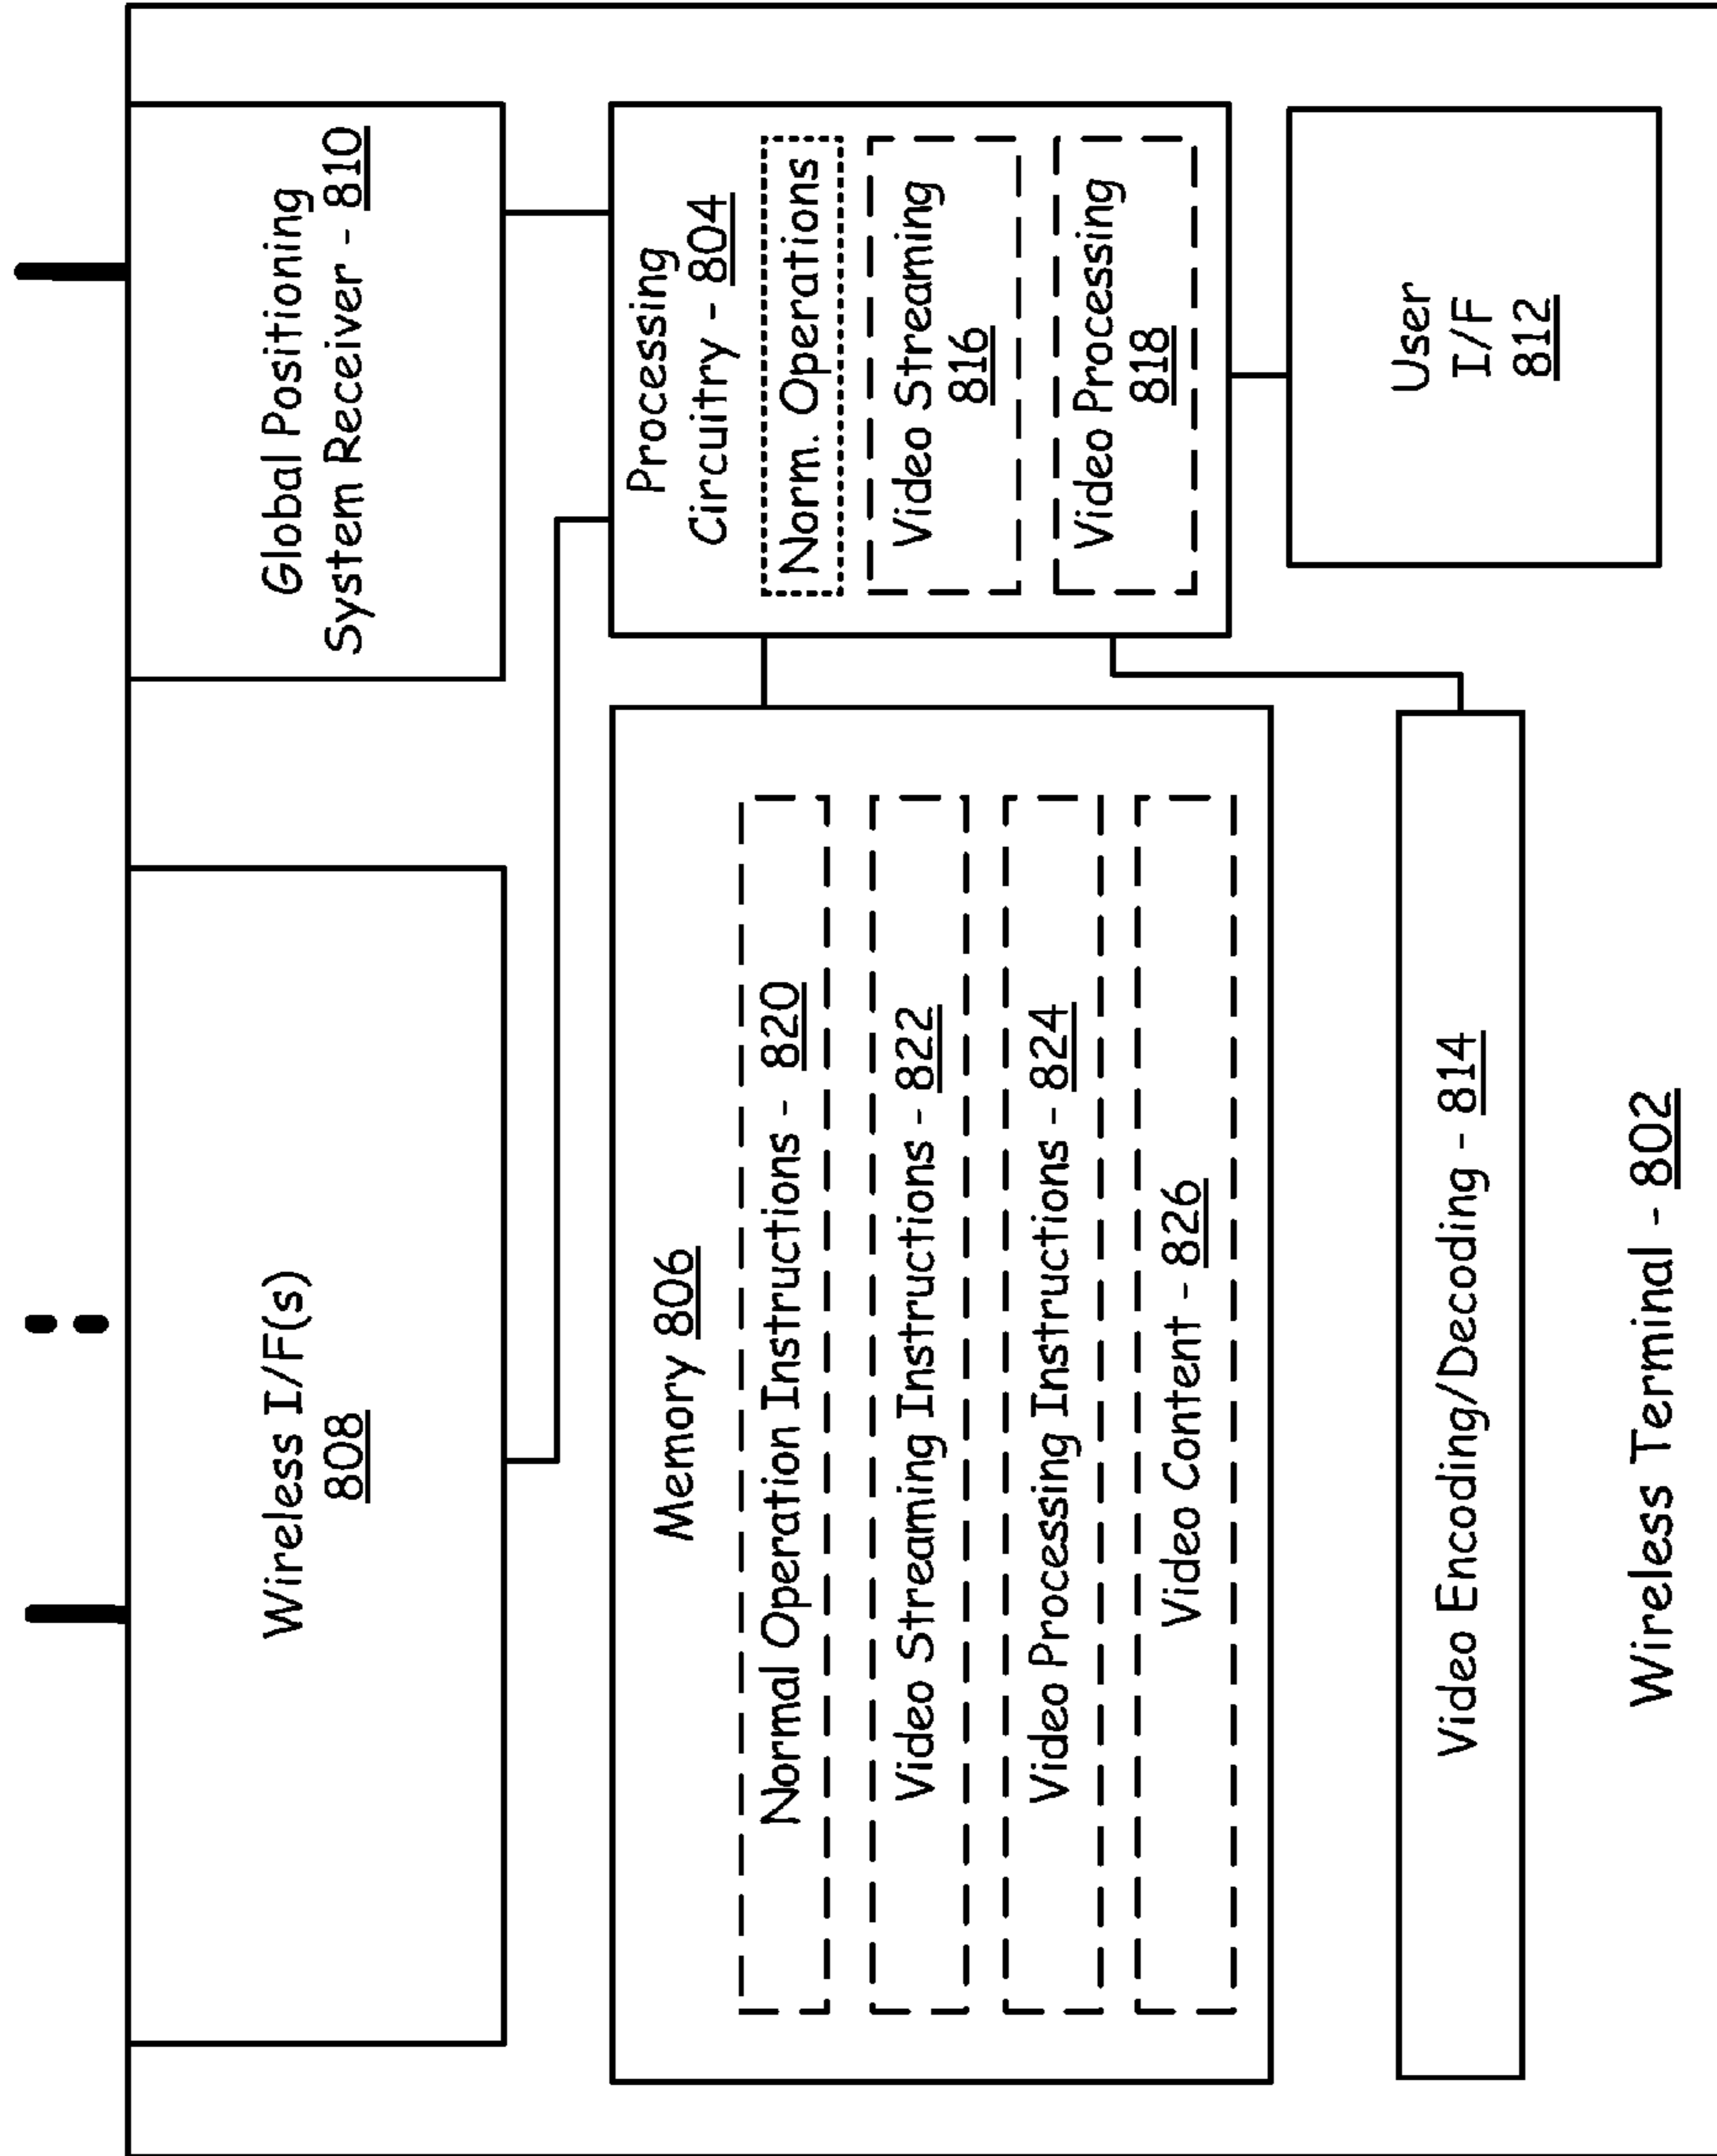 Wireless I/F(s)
808
Global Positioning
System Receiver - 810
Memory 806
Normal Operation Instructions - 820
Video Streaming Instructions - 822
Video Processing Instructions - 824
Video Content - 826
Processing
Circuitry - 804
Norm. Operations
Video Streaming
816
Video Processing
818
Video Encoding/Decoding - 814
User
I/F
812
Wireless Terminal - 802